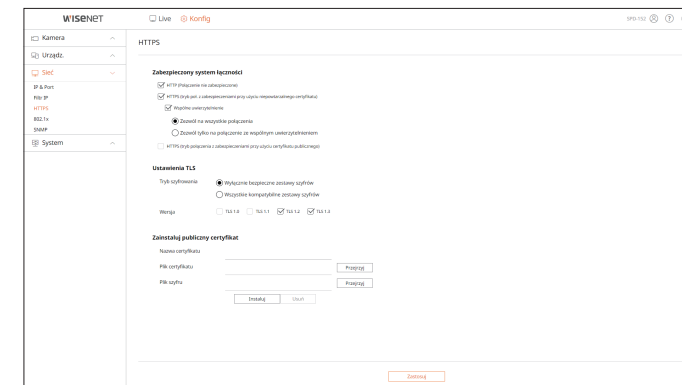 WISENET
Live
Konfig
SPD-152
Kamera
Urządz.
Sieć
IP & Port
Filtr IP
HTTPS
802.1x
SNMP
System
HTTPS
Zabezpieczony system łączności
HTTP (Połączenie nie zabezpieczone)
HTTPS (tryb poł. z zabezpieczeniami przy użyciu niepowtarzalnego certyfikatu)
Wspólne uwierzytelnienie
Zezwól na wszystkie połączenia
Zezwól tylko na połączenie ze wspólnym uwierzytelnieniem
HTTPS (tryb połączenia z zabezpieczeniami przy użyciu certyfikatu publicznego)
Ustawienia TLS
Tryb szyfrowania
Wyłącznie bezpieczne zestawy szyfrów
Wszystkie kompatybilne zestawy szyfrów
Wersja TLS 1.0 TLS 1.1 TLS 1.2 TLS 1.3
Zainstaluj publiczny certyfikat
Nazwa certyfikatu
Plik certyfikatu Przejrzyj
Plik szyfru Przejrzyj
Instaluj Usuń
Zastosuj